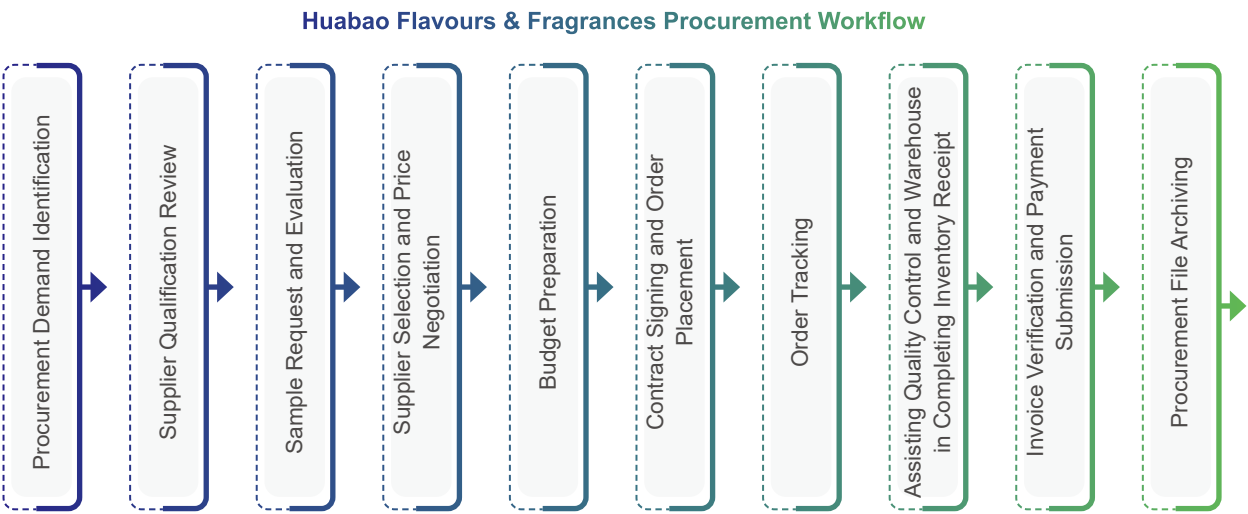 Huabao Flavours & Fragrances Procurement Workflow
Procurement Demand Identification
Supplier Qualification Review
Sample Request and Evaluation
Supplier Selection and Price
Negotiation
Budget Preparation
Contract Signing and Order
Placement
Order Tracking
Assisting Quality Control and Warehouse
in Completing Inventory Receipt
Invoice Verification and Payment
Submission
Procurement File Archiving